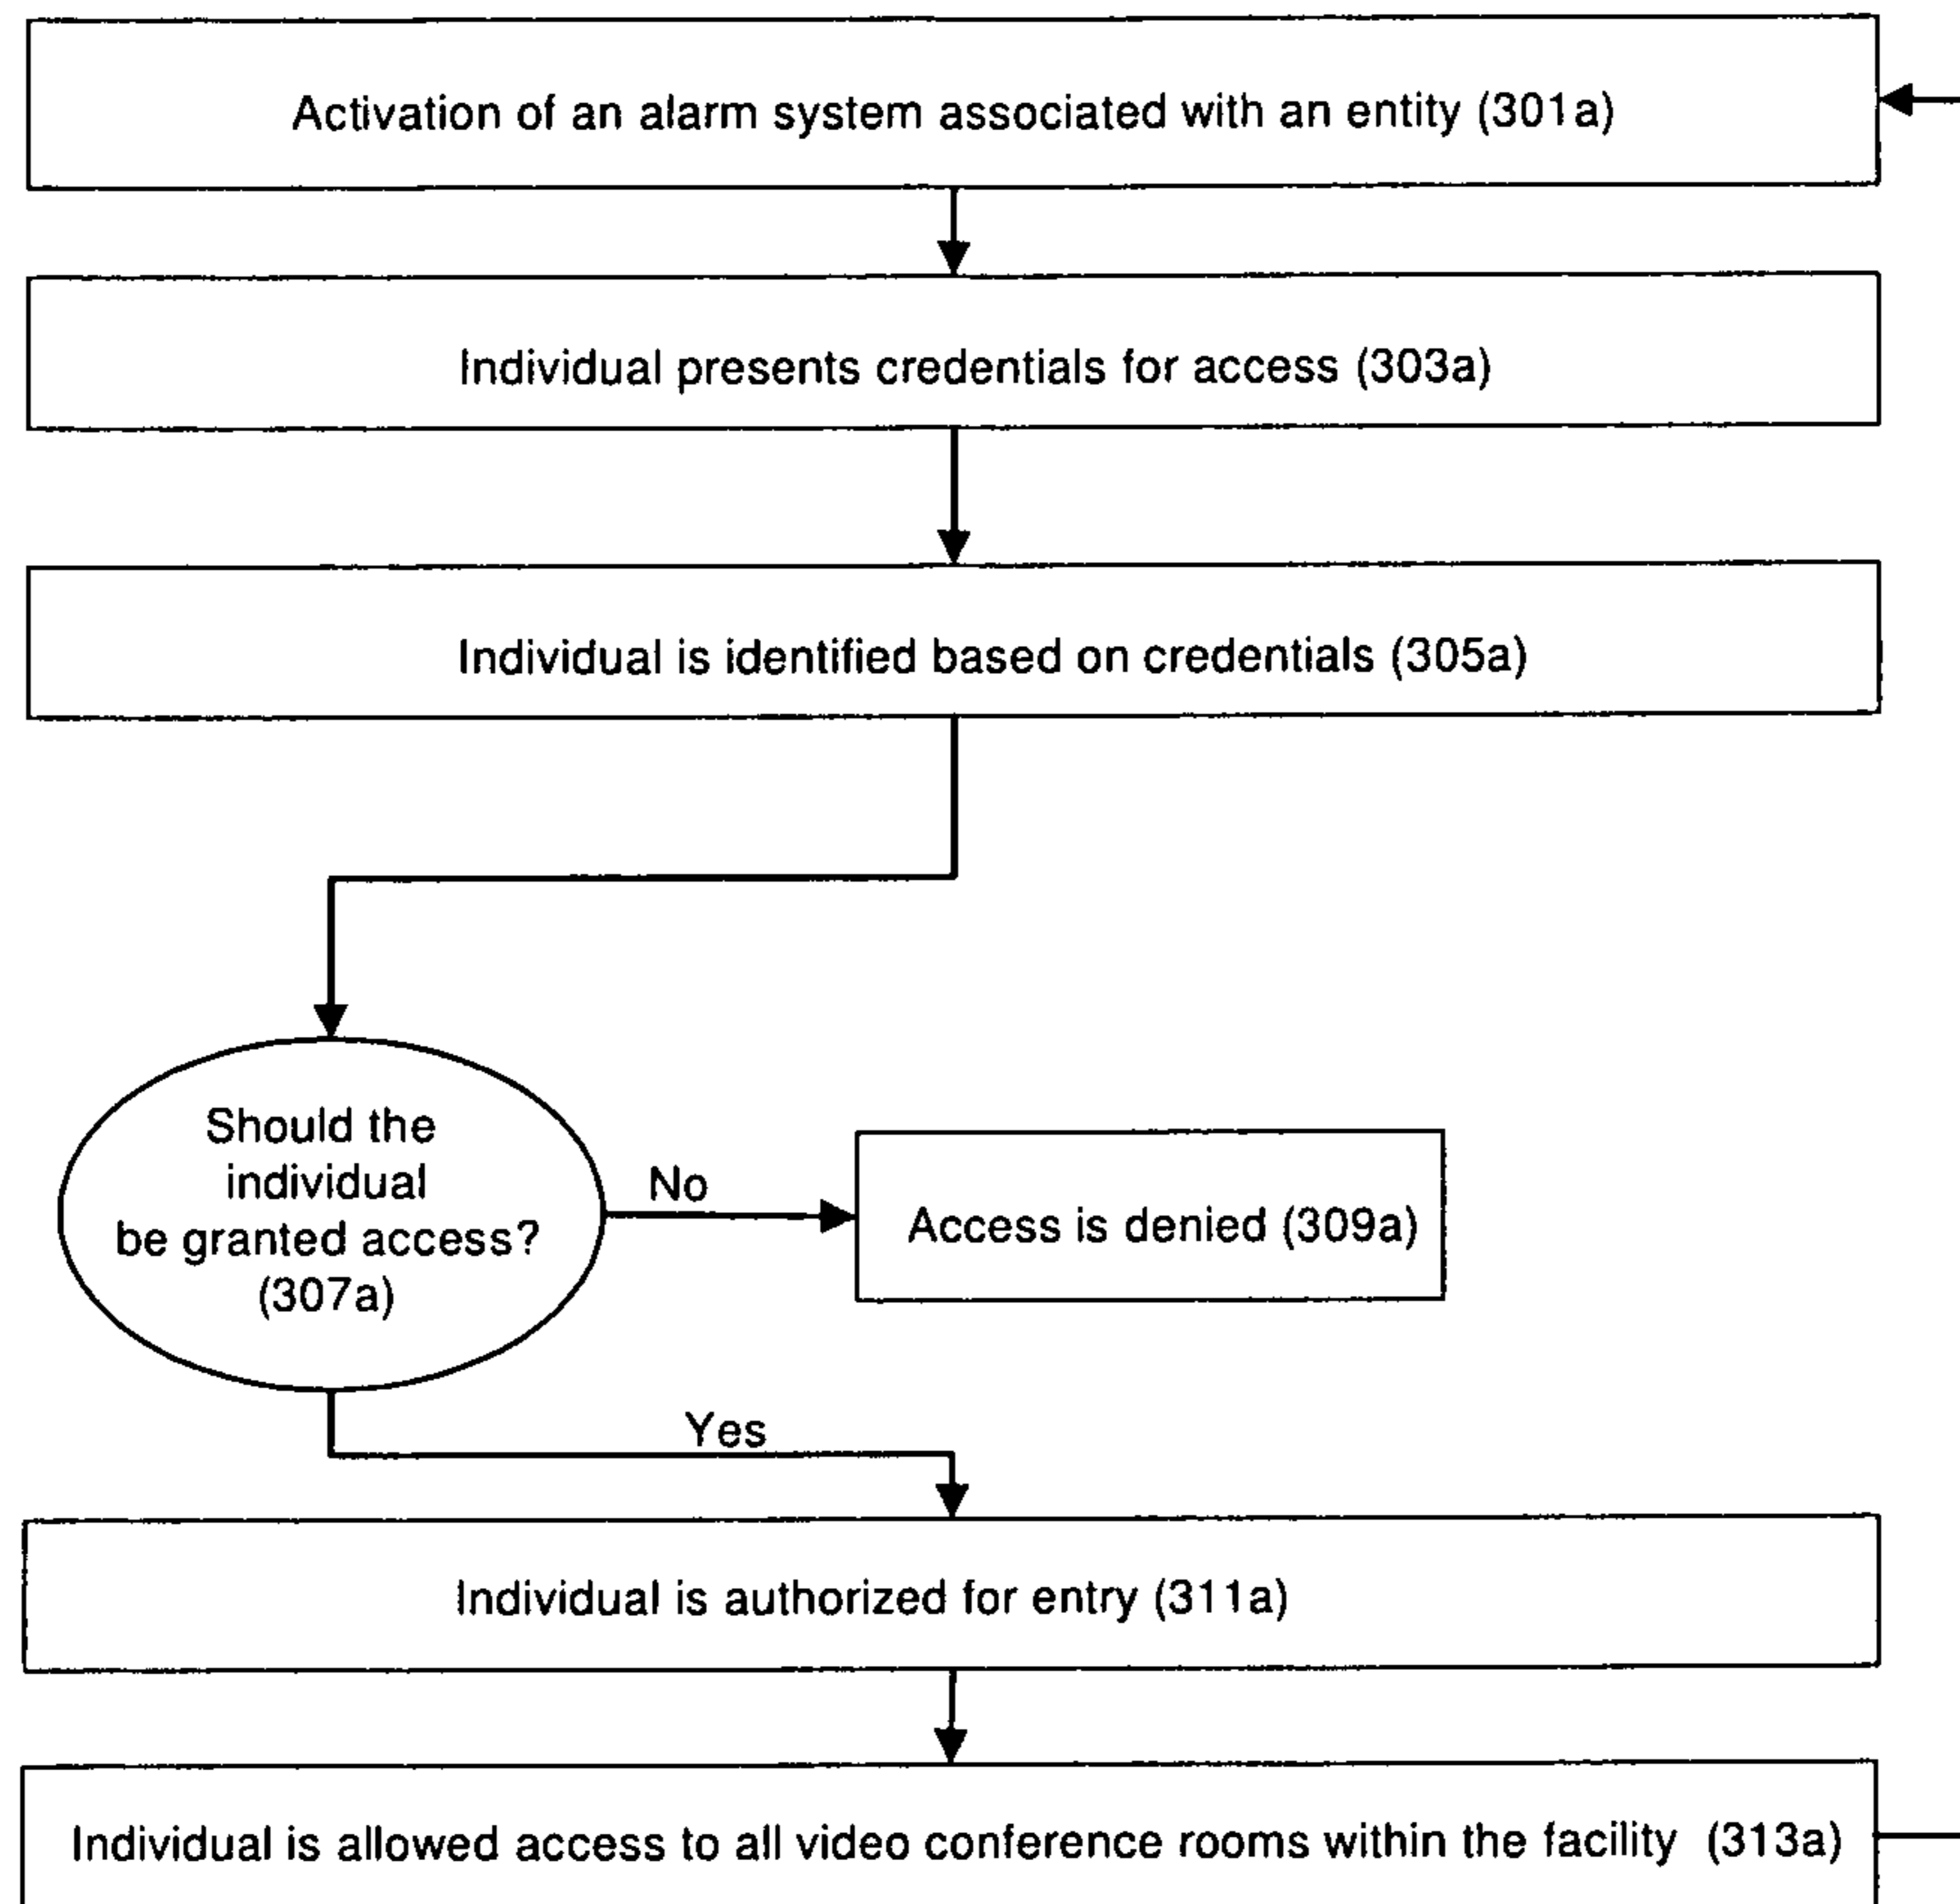 Activation of an alarm system associated with an entity (301a)
Individual presents credentials for access (303a)
Individual is identified based on credentials (305a)
Should the
individual
be granted access?
(307a)
No
Access is denied (309a)
Yes
Individual is authorized for entry (311a)
Individual is allowed access to all video conference rooms within the facility (313a)